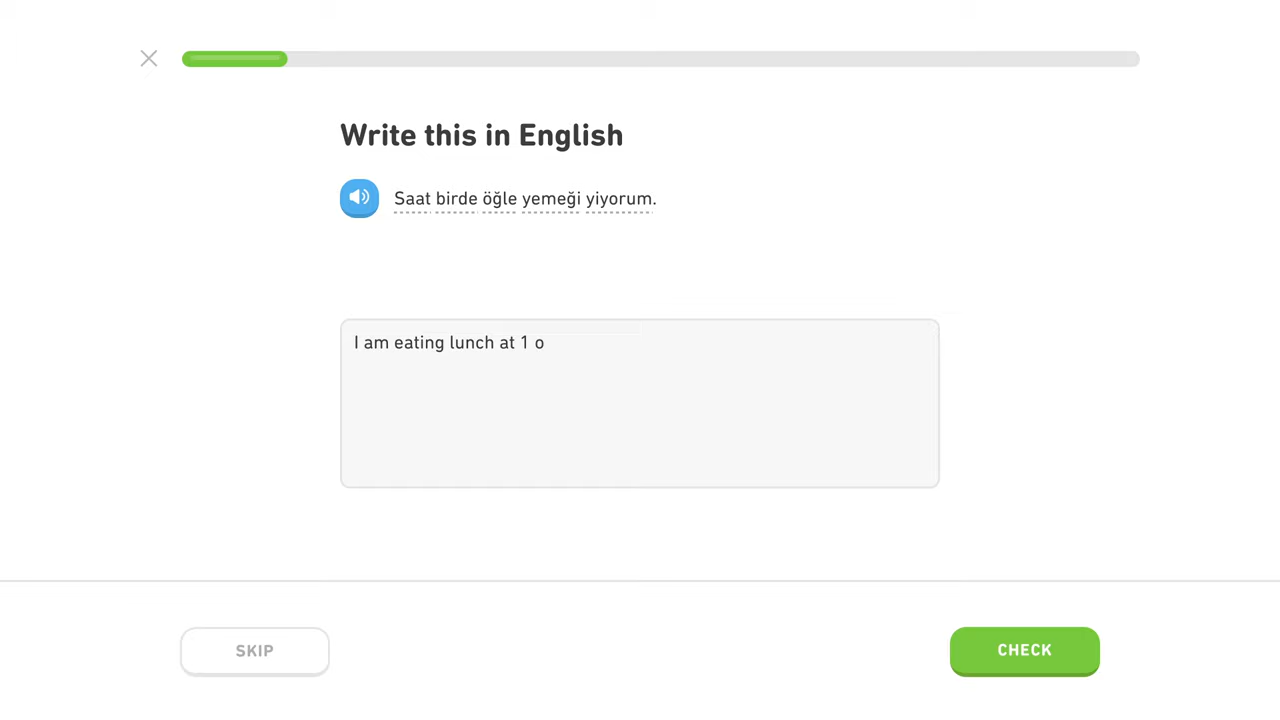 Write this in English
Saat birde öğle yemeği yiyorum.
I am eating lunch at 1 o
SKIP
CHECK